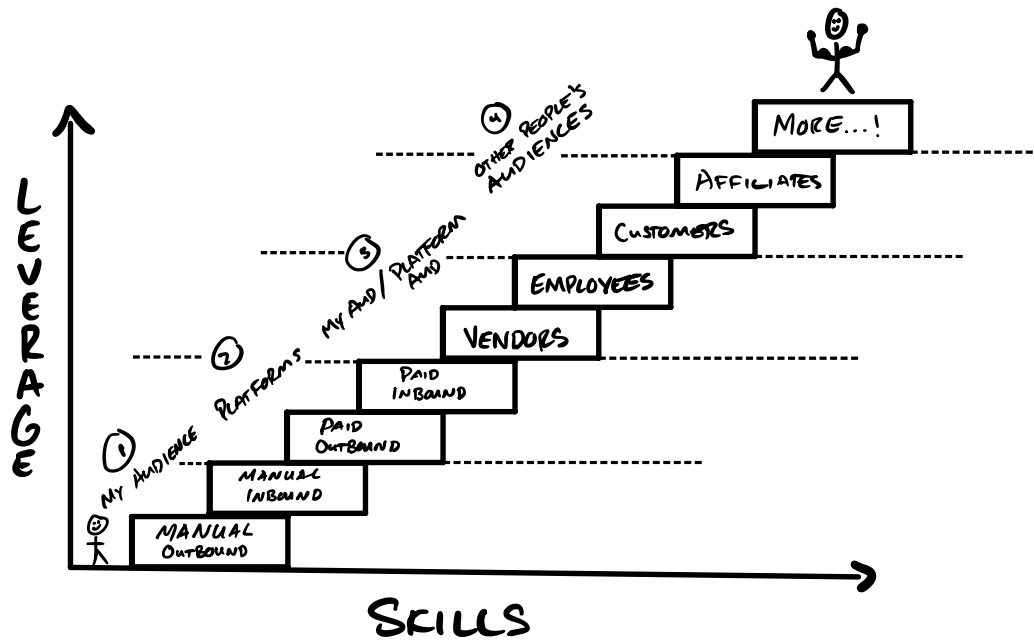 4
OTHER PEOPLE'S
AUDIENCES
MORE...!
AFFILIATES
CUSTOMERS
3
MY AUD/PLATFORM
AUD
EMPLOYEES
VENDORS
2
PLATFORMS
PAID
INBOUND
PAID
OUTBOUND
1
MY AUDIENCE
MANUAL
INBOUND
MANUAL
OUTBOUND
LEVERAGE
SKILLS